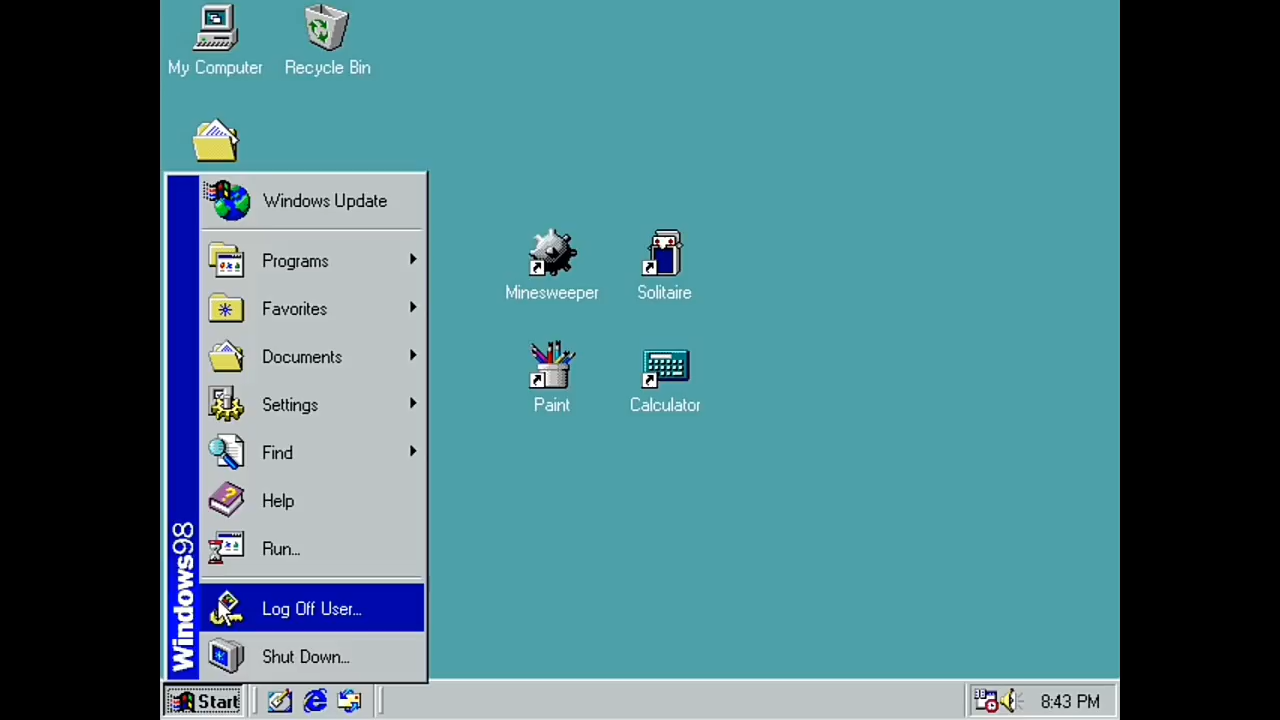 My Computer
Recycle Bin
Windows Update
Programs
Favorites
Documents
Settings
Find
Help
Run...
Log Off User...
Shut Down...
Windows98
Minesweeper
Solitaire
Paint
Calculator
Start
8:43 PM